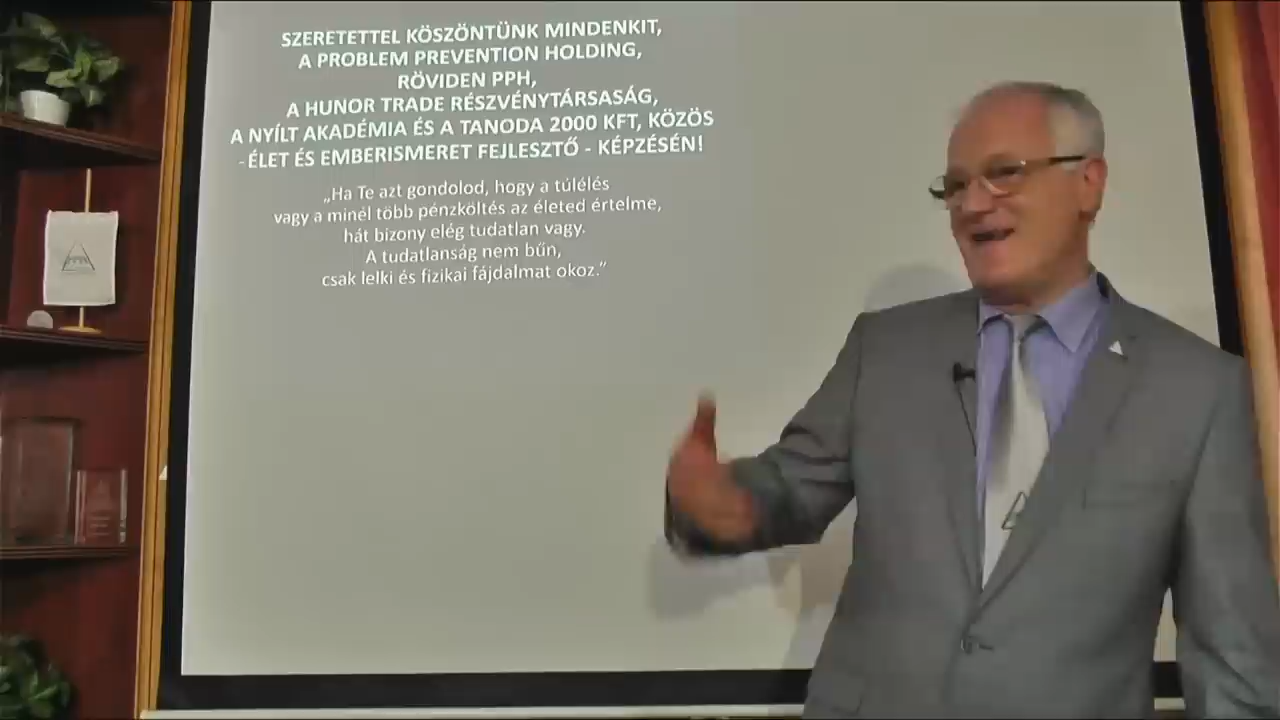 SZERETETTEL KÖSZÖNTÜNK MINDENKIT,
A PROBLEM PREVENTION HOLDING,
RÖVIDEN PPH,
A HUNOR TRADE RÉSZVÉNYTÁRSASÁG,
A NYÍLT AKADÉMIA ÉS A TANODA 2000 KFT, KÖZÖS
- ÉLET ÉS EMBERISMERET FEJLESZTŐ - KÉPZÉSÉN!
„Ha Te azt gondolod, hogy a túlélés
vagy a minél több pénzköltés az életed értelme,
hát bizony elég tudatlan vagy.
A tudatlanság nem bűn,
csak lelki és fizikai fájdalmat okoz.”